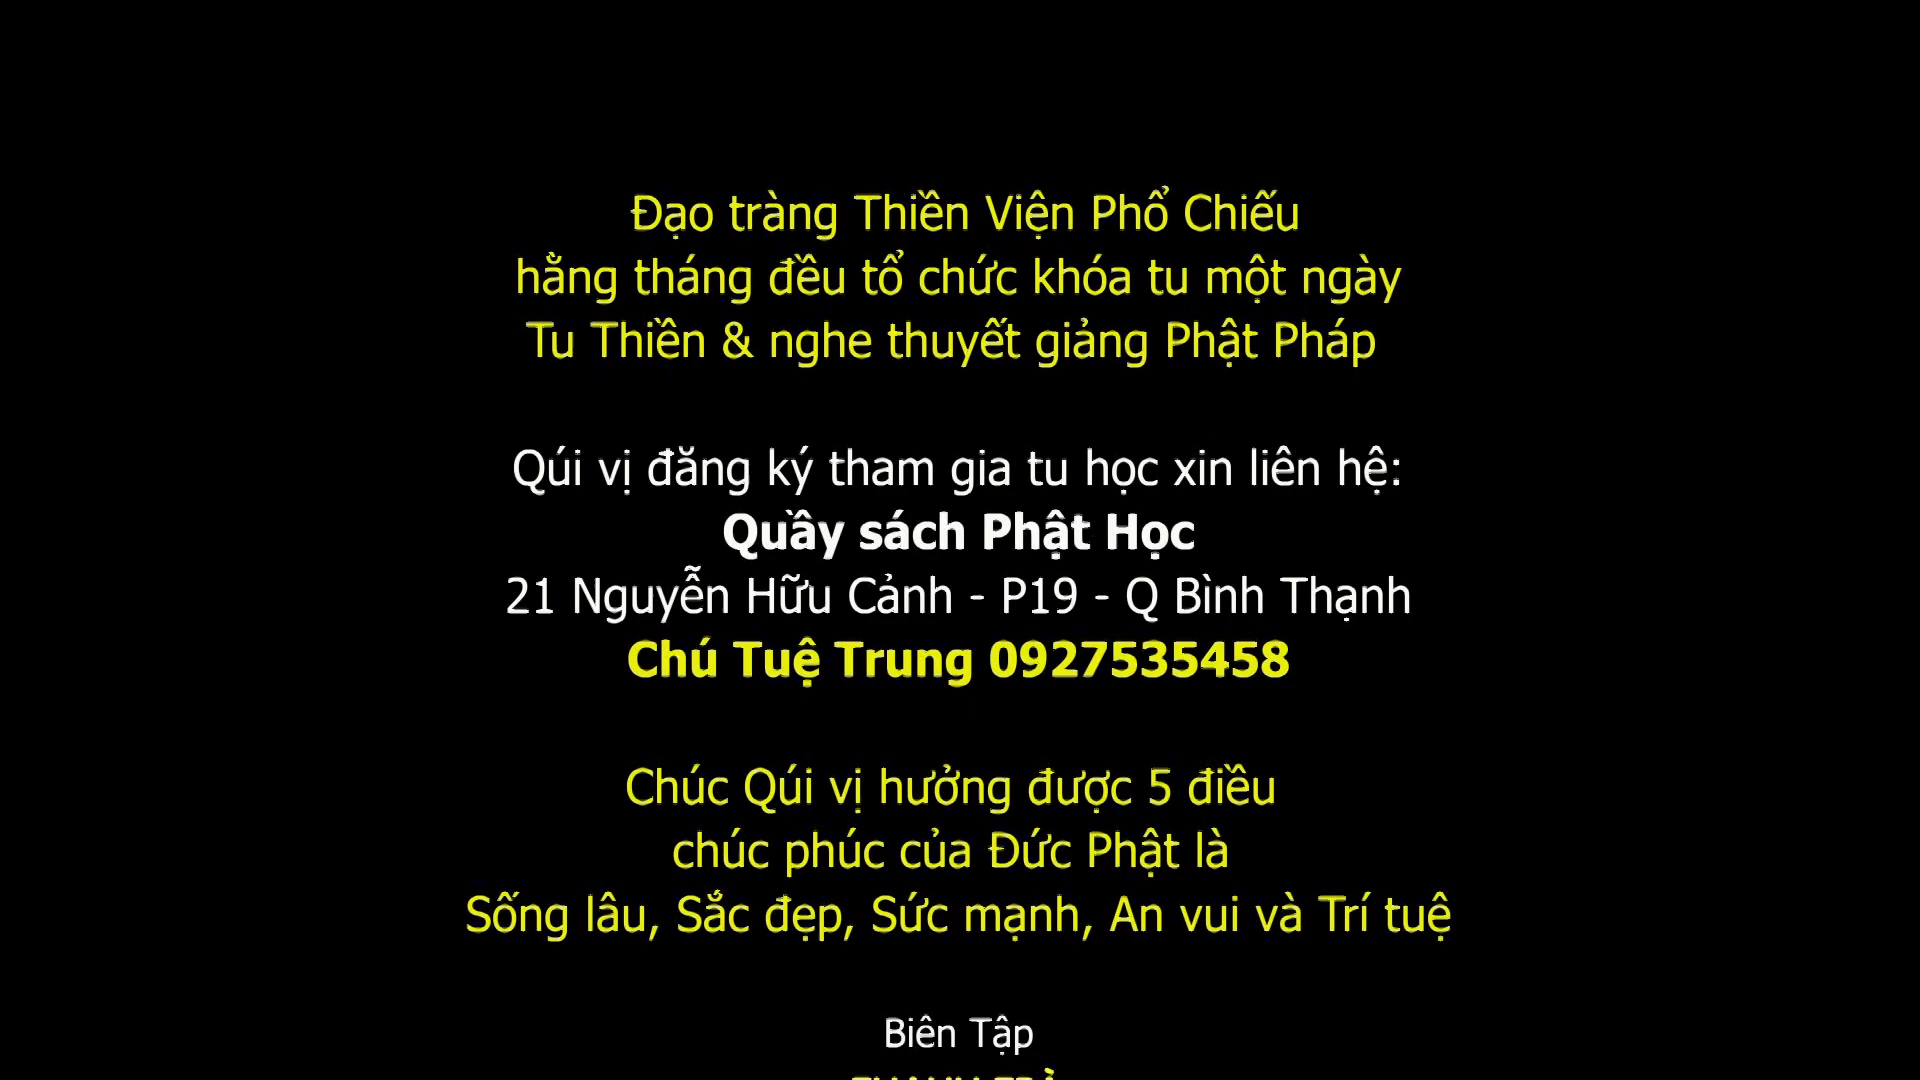 Đạo tràng Thiền Viện Phổ Chiếu
hằng tháng đều tổ chức khóa tu một ngày
Tu Thiền & nghe thuyết giảng Phật Pháp
Qúi vị đăng ký tham gia tu học xin liên hệ:
Quầy sách Phật Học
21 Nguyễn Hữu Cảnh - P19 - Q Bình Thạnh
Chú Tuệ Trung 0927535458
Chúc Qúi vị hưởng được 5 điều
chúc phúc của Đức Phật là
Sống lâu, Sắc đẹp, Sức mạnh, An vui và Trí tuệ
Biên Tập